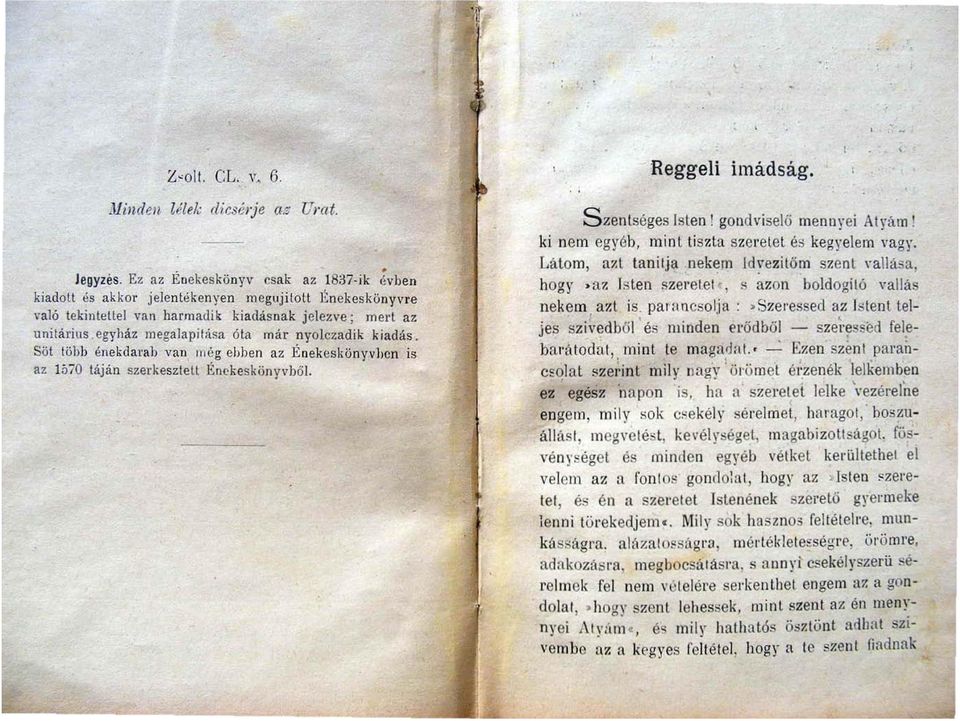 Zsolt. CL. v. 6.
Minden lélek dicsérje az Urat.
Jegyzés. Ez az Énekeskönyv csak az 1837-ik évben
kiadott és akkor jelentékenyen megujitott Énekeskönyvre
való tekintettel van harmadik kiadásnak jelezve; mert az
unitárius egyház megalapitása óta már nyolczadik kiadás.
Söt több énekdarab van még ebben az Énekeskönyvben is
az 1570 táján szerkesztett Énekeskönyvből.
Reggeli imádság.
Szentséges Isten! gondviselő mennyei Atyám!
ki nem egyéb, mint tiszta szeretet és kegyelem vagy.
Látom, azt tanitja nekem Idvezitőm szent vallása,
hogy »az Isten szeretet«, s azon boldogitó vallás
nekem azt is parancsolja : »Szeressed az Istent tel-
jes szivedből és minden erődből — szeressed fele-
barátodat, mint te magadat.« — Ezen szent paran-
csolat szerint mily nagy örömet érzenék lelkemben
ez egész napon is, ha a szeretet lelke vezérelne
engem, mily sok csekély sérelmet, haragot, boszu-
állást, megvetést, kevélységet, magabizottságot, fös-
vénységet és minden egyéb vétket kerültethet el
velem az a fontos gondolat, hogy az »Isten szere-
tet, és én a szeretet Istenének szerető gyermeke
lenni törekedjem«. Mily sok hasznos feltételre, mun-
kásságra, alázatosságra, mértékletességre, örömre,
adakozásra, megbocsátásra, s annyi csekélyszerü sé-
relmek fel nem vételére serkenthet engem az a gon-
dolat, »hogy szent lehessek, mint szent az én meny-
nyei Atyám«, és mily hathatós ösztönt adhat szi-
vembe az a kegyes feltétel, hogy a te szent fiadnak